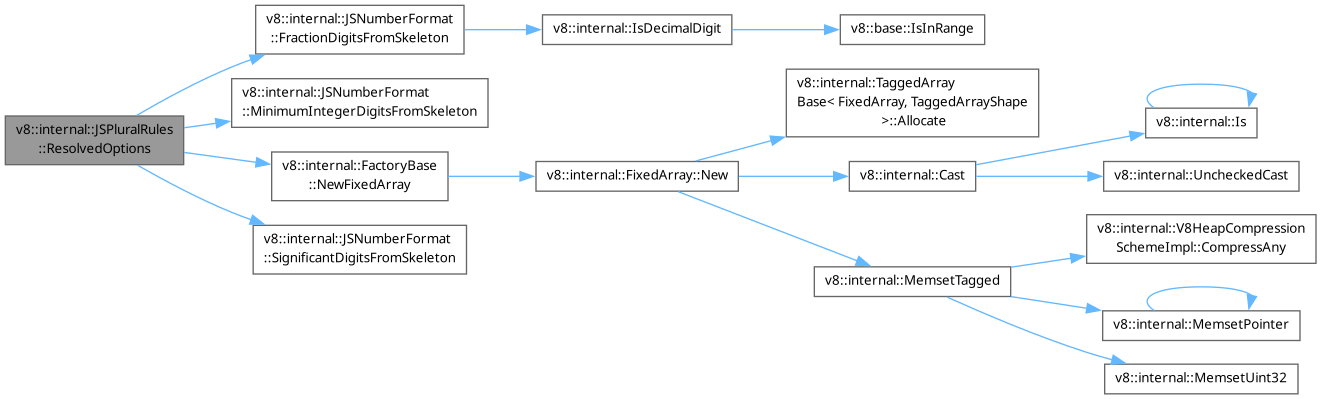 v8::internal::JSPluralRules
::ResolvedOptions
v8::internal::JSNumberFormat
::FractionDigitsFromSkeleton
v8::internal::IsDecimalDigit
v8::base::IsInRange
v8::internal::JSNumberFormat
::MinimumIntegerDigitsFromSkeleton
v8::internal::FactoryBase
::NewFixedArray
v8::internal::FixedArray::New
v8::internal::TaggedArray
Base< FixedArray, TaggedArrayShape
>::Allocate
v8::internal::Cast
v8::internal::Is
v8::internal::UncheckedCast
v8::internal::MemsetTagged
v8::internal::V8HeapCompression
SchemeImpl::CompressAny
v8::internal::MemsetPointer
v8::internal::MemsetUint32
v8::internal::JSNumberFormat
::SignificantDigitsFromSkeleton